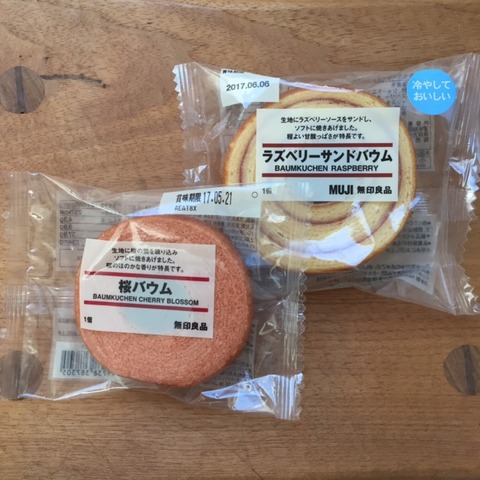 2017.06.06
冷やして
おいしい
生地にラズベリーソースをサンドし、
ソフトに焼きあげました。
程よい甘酸っぱさが特長です。
ラズベリーサンドバウム
BAUMKUCHEN RASPBERRY
1個
MUJI 無印良品
賞味期限 17.05.21
生地に桜の葉を練り込み
ソフトに焼きあげました。
桜のほのかな香りが特長です。
桜バウム
BAUMKUCHEN CHERRY BLOSSOM
1個
無印良品